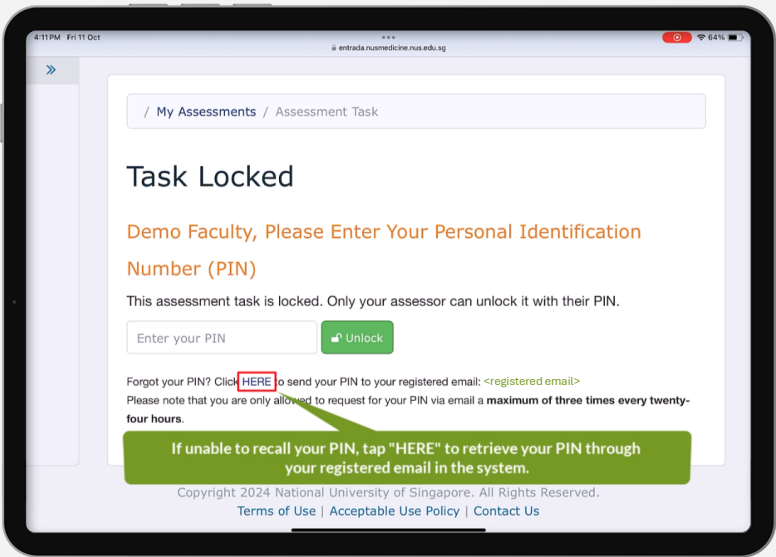 4:11 PM Fri 11 Oct
64%
entrada.nusmedicine.nus.edu.sg
/ My Assessments / Assessment Task
Task Locked
Demo Faculty, Please Enter Your Personal Identification
Number (PIN)
This assessment task is locked. Only your assessor can unlock it with their PIN.
Enter your PIN
Unlock
Forgot your PIN? Click HERE to send your PIN to your registered email: <registered email>
Please note that you are only allowed to request for your PIN via email a maximum of three times every twenty-
four hours.
If unable to recall your PIN, tap "HERE" to retrieve your PIN through
your registered email in the system.
Copyright 2024 National University of Singapore. All Rights Reserved.
Terms of Use | Acceptable Use Policy | Contact Us